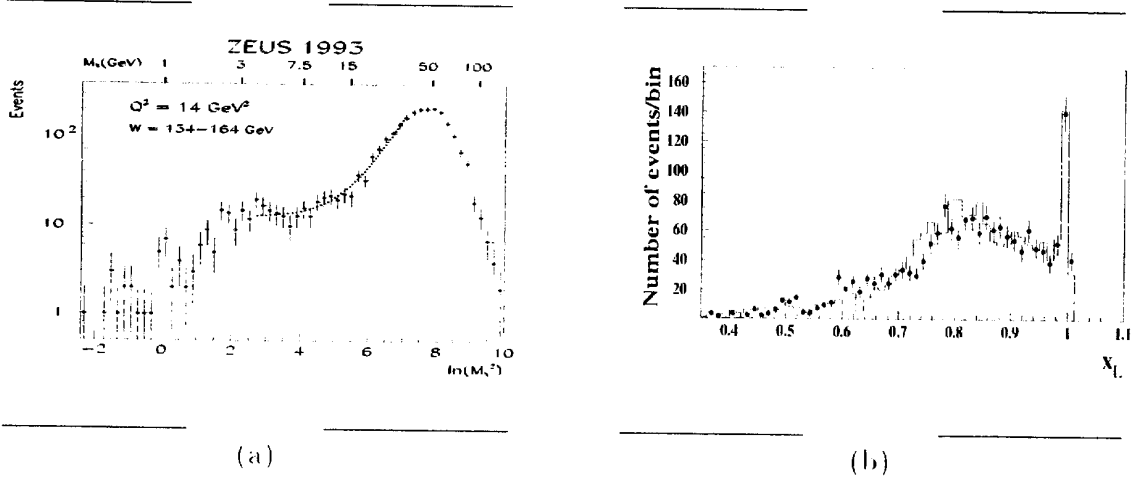 ZEUS 1993
Mₓ(GeV) 1 3 7.5 15 50 100
Events
Q² = 14 GeV²
W = 134-164 GeV
10²
10
1
-2 0 2 4 6 8 10
ln(Mₓ²)
(a)
Number of events/bin
160
140
120
100
80
60
40
20
0.4 0.5 0.6 0.7 0.8 0.9 1 1.1
X_L
(b)